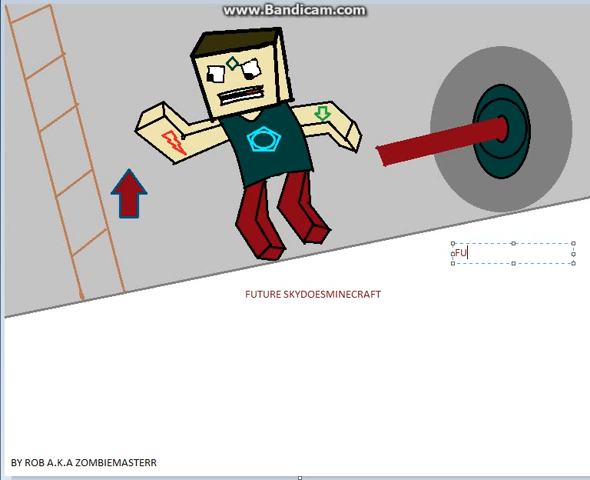 www.Bandicam.com
FU
FUTURE SKYDOESMINECRAFT
BY ROB A.K.A ZOMBIEMASTERR